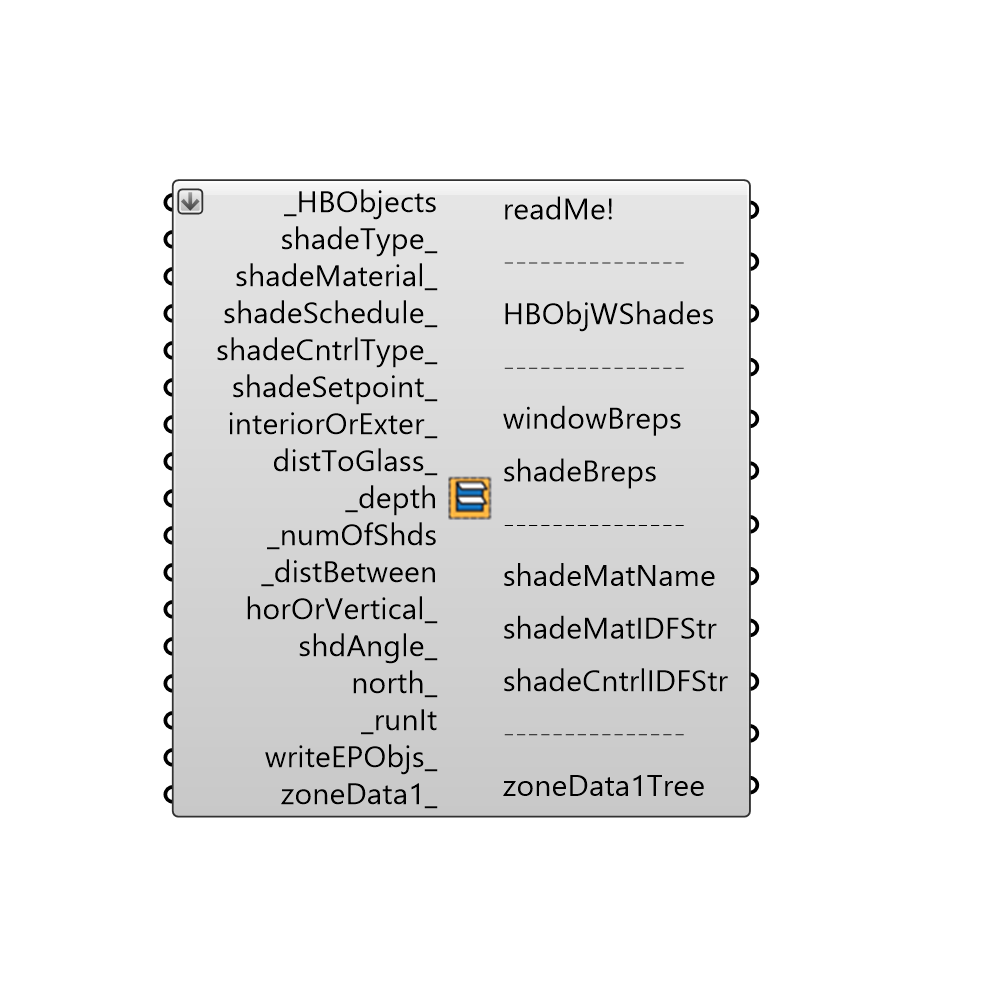 _HBObjects
shadeType_
shadeMaterial_
shadeSchedule_
shadeCntrlType_
shadeSetpoint_
interiorOrExter_
distToGlass_
_depth
_numOfShds
_distBetween
horOrVertical_
shdAngle_
north_
_runIt
writeEPObjs_
zoneData1_
readMe!
---------------
HBObjWShades
---------------
windowBreps
shadeBreps
---------------
shadeMatName
shadeMatIDFStr
shadeCntrlIDFStr
---------------
zoneData1Tree